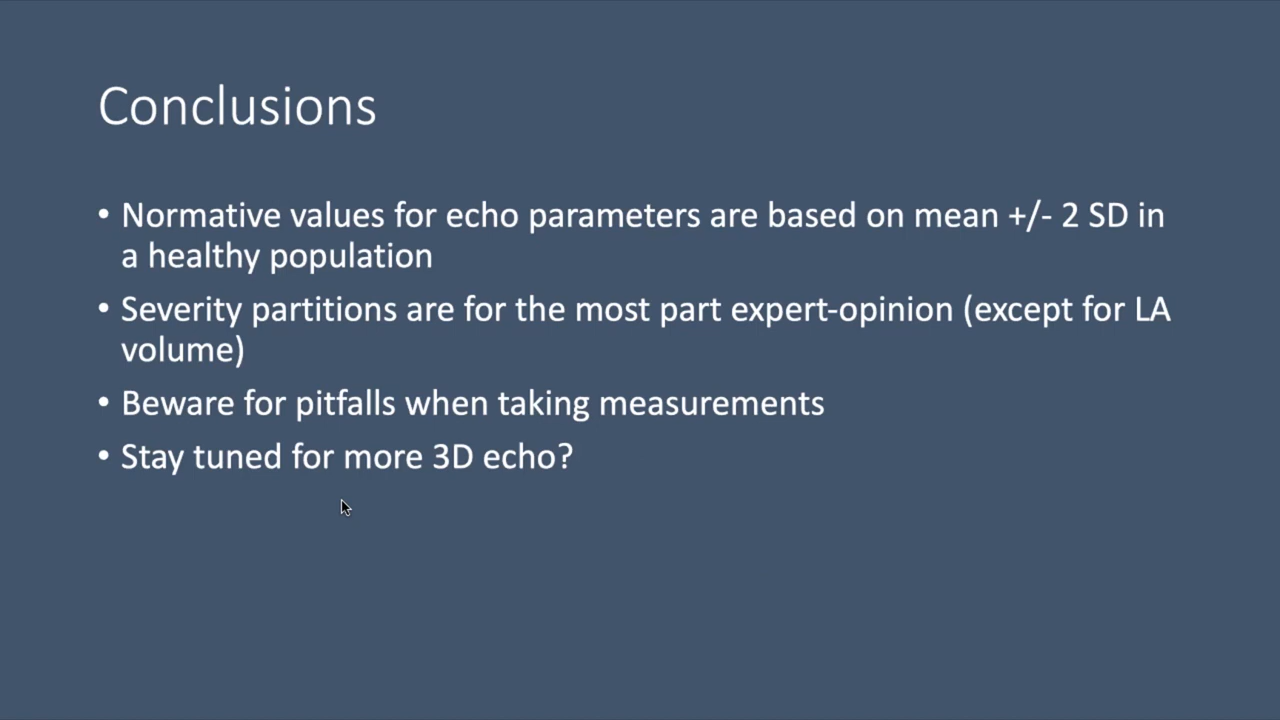 Conclusions
• Normative values for echo parameters are based on mean +/- 2 SD in
a healthy population
• Severity partitions are for the most part expert-opinion (except for LA
volume)
• Beware for pitfalls when taking measurements
• Stay tuned for more 3D echo?